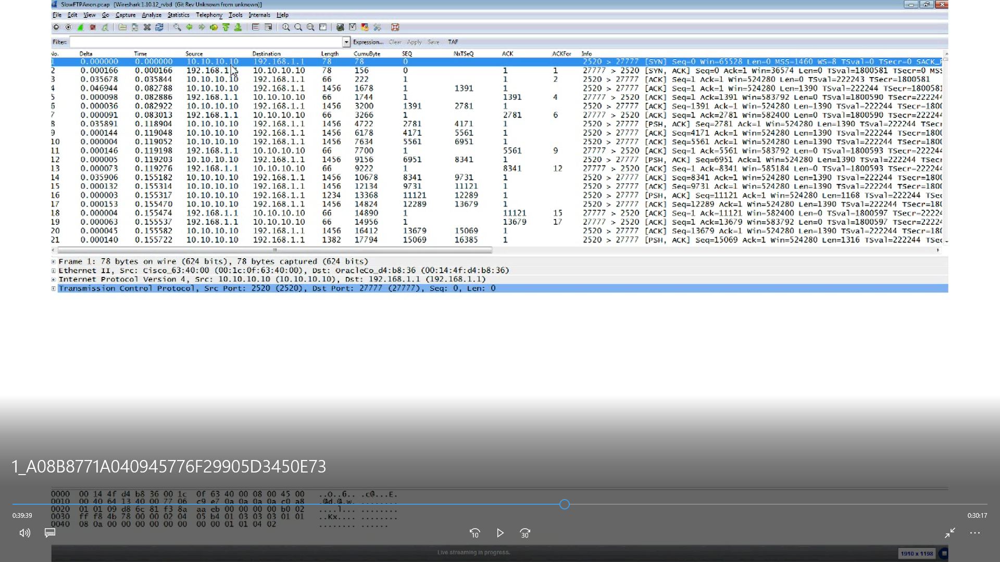 SlowFTPAnon.pcap [Wireshark 1.10.12_rvbd (Git Rev Unknown from unknown)]
File Edit View Go Capture Analyze Statistics Telephony Tools Internals Help
Filter: Expression... Clear Apply Save TAF
No. Delta Time Source Destination Length CumuByte SEQ NxTSeQ ACK ACKFor Info
1 0.000000 0.000000 10.10.10.10 192.168.1.1 78 78 0 2520 > 27777 [SYN] Seq=0 Win=65528 Len=0 MSS=1460 WS=8 TSval=0 TSecr=0 SACK_
2 0.000166 0.000166 192.168.1.1 10.10.10.10 78 156 0 1 1 27777 > 2520 [SYN, ACK] Seq=0 Ack=1 Win=36574 Len=0 TSval=1800581 TSecr=0 MSS
3 0.035678 0.035844 10.10.10.10 192.168.1.1 66 222 1 1 2 2520 > 27777 [ACK] Seq=1 Ack=1 Win=524280 Len=0 TSval=222243 TSecr=1800581
4 0.046944 0.082788 10.10.10.10 192.168.1.1 1456 1678 1 1391 1 2520 > 27777 [ACK] Seq=1 Ack=1 Win=524280 Len=1390 TSval=222244 TSecr=180058
5 0.000098 0.082886 192.168.1.1 10.10.10.10 66 1744 1 1391 4 27777 > 2520 [ACK] Seq=1 Ack=1391 Win=583792 Len=0 TSval=1800590 TSecr=22224
6 0.000036 0.082922 10.10.10.10 192.168.1.1 1456 3200 1391 2781 1 2520 > 27777 [ACK] Seq=1391 Ack=1 Win=524280 Len=1390 TSval=222244 TSecr=180
7 0.000091 0.083013 192.168.1.1 10.10.10.10 66 3266 1 2781 6 27777 > 2520 [ACK] Seq=1 Ack=2781 Win=582400 Len=0 TSval=1800590 TSecr=22224
8 0.035891 0.118904 10.10.10.10 192.168.1.1 1456 4722 2781 4171 1 2520 > 27777 [PSH, ACK] Seq=2781 Ack=1 Win=524280 Len=1390 TSval=222244 TSec
9 0.000144 0.119048 10.10.10.10 192.168.1.1 1456 6178 4171 5561 1 2520 > 27777 [ACK] Seq=4171 Ack=1 Win=524280 Len=1390 TSval=222244 TSecr=180
10 0.000004 0.119052 10.10.10.10 192.168.1.1 1456 7634 5561 6951 1 2520 > 27777 [ACK] Seq=5561 Ack=1 Win=524280 Len=1390 TSval=222244 TSecr=180
11 0.000146 0.119198 192.168.1.1 10.10.10.10 66 7700 1 5561 9 27777 > 2520 [ACK] Seq=1 Ack=5561 Win=583792 Len=0 TSval=1800593 TSecr=22224
12 0.000005 0.119203 10.10.10.10 192.168.1.1 1456 9156 6951 8341 1 2520 > 27777 [PSH, ACK] Seq=6951 Ack=1 Win=524280 Len=1390 TSval=222244 TSec
13 0.000073 0.119276 192.168.1.1 10.10.10.10 66 9222 1 8341 12 27777 > 2520 [ACK] Seq=1 Ack=8341 Win=585184 Len=0 TSval=1800593 TSecr=22224
14 0.035906 0.155182 10.10.10.10 192.168.1.1 1456 10678 8341 9731 1 2520 > 27777 [ACK] Seq=8341 Ack=1 Win=524280 Len=1390 TSval=222244 TSecr=180
15 0.000132 0.155314 10.10.10.10 192.168.1.1 1456 12134 9731 11121 1 2520 > 27777 [ACK] Seq=9731 Ack=1 Win=524280 Len=1390 TSval=222244 TSecr=180
16 0.000003 0.155317 10.10.10.10 192.168.1.1 1234 13368 11121 12289 1 2520 > 27777 [PSH, ACK] Seq=11121 Ack=1 Win=524280 Len=1168 TSval=222244 TSe
17 0.000153 0.155470 10.10.10.10 192.168.1.1 1456 14824 12289 13679 1 2520 > 27777 [ACK] Seq=12289 Ack=1 Win=524280 Len=1390 TSval=222244 TSecr=18
18 0.000004 0.155474 192.168.1.1 10.10.10.10 66 14890 1 11121 15 27777 > 2520 [ACK] Seq=1 Ack=11121 Win=582400 Len=0 TSval=1800597 TSecr=2222
19 0.000063 0.155537 192.168.1.1 10.10.10.10 66 14956 1 13679 17 27777 > 2520 [ACK] Seq=1 Ack=13679 Win=583792 Len=0 TSval=1800597 TSecr=2222
20 0.000045 0.155582 10.10.10.10 192.168.1.1 1456 16412 13679 15069 1 2520 > 27777 [ACK] Seq=13679 Ack=1 Win=524280 Len=1390 TSval=222244 TSecr=18
21 0.000140 0.155722 10.10.10.10 192.168.1.1 1382 17794 15069 16385 1 2520 > 27777 [PSH, ACK] Seq=15069 Ack=1 Win=524280 Len=1316 TSval=222244 TSe
Frame 1: 78 bytes on wire (624 bits), 78 bytes captured (624 bits)
Ethernet II, Src: Cisco_63:40:00 (00:1c:0f:63:40:00), Dst: OracleCo_d4:b8:36 (00:14:4f:d4:b8:36)
Internet Protocol Version 4, Src: 10.10.10.10 (10.10.10.10), Dst: 192.168.1.1 (192.168.1.1)
Transmission Control Protocol, Src Port: 2520 (2520), Dst Port: 27777 (27777), Seq: 0, Len: 0
1_A08B8771A040945776F29905D3450E73
0000 00 14 4f d4 b8 36 00 1c 0f 63 40 00 08 00 45 00 ..O..6.. .c@...E.
0010 00 40 64 13 40 00 77 06 c9 e7 0a 0a 0a 0a c0 a8 .@d.@.w. ........
0020 01 01 09 d8 6c 81 f3 8a aa eb 00 00 00 00 b0 02 ....l... ........
0030 ff f8 4b 78 00 00 02 04 05 b4 01 03 03 03 01 01 ..Kx.... ........
0040 08 0a 00 00 00 00 00 00 00 00 01 01 04 02 ........ ......
0:39:39
0:30:17
10
30
Live streaming in progress.
1910 x 1198